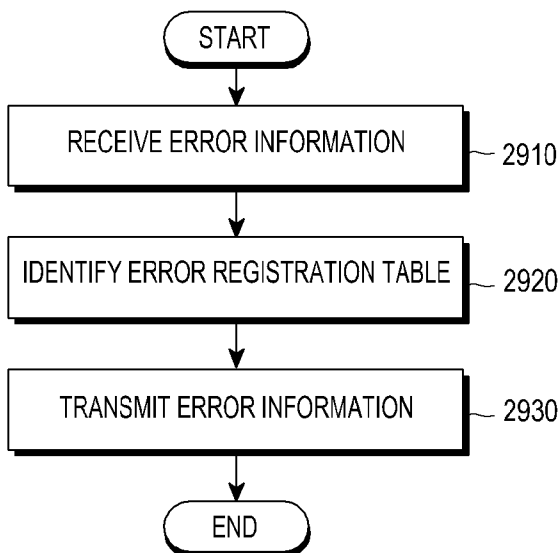 START
RECEIVE ERROR INFORMATION
2910
IDENTIFY ERROR REGISTRATION TABLE
2920
TRANSMIT ERROR INFORMATION
2930
END